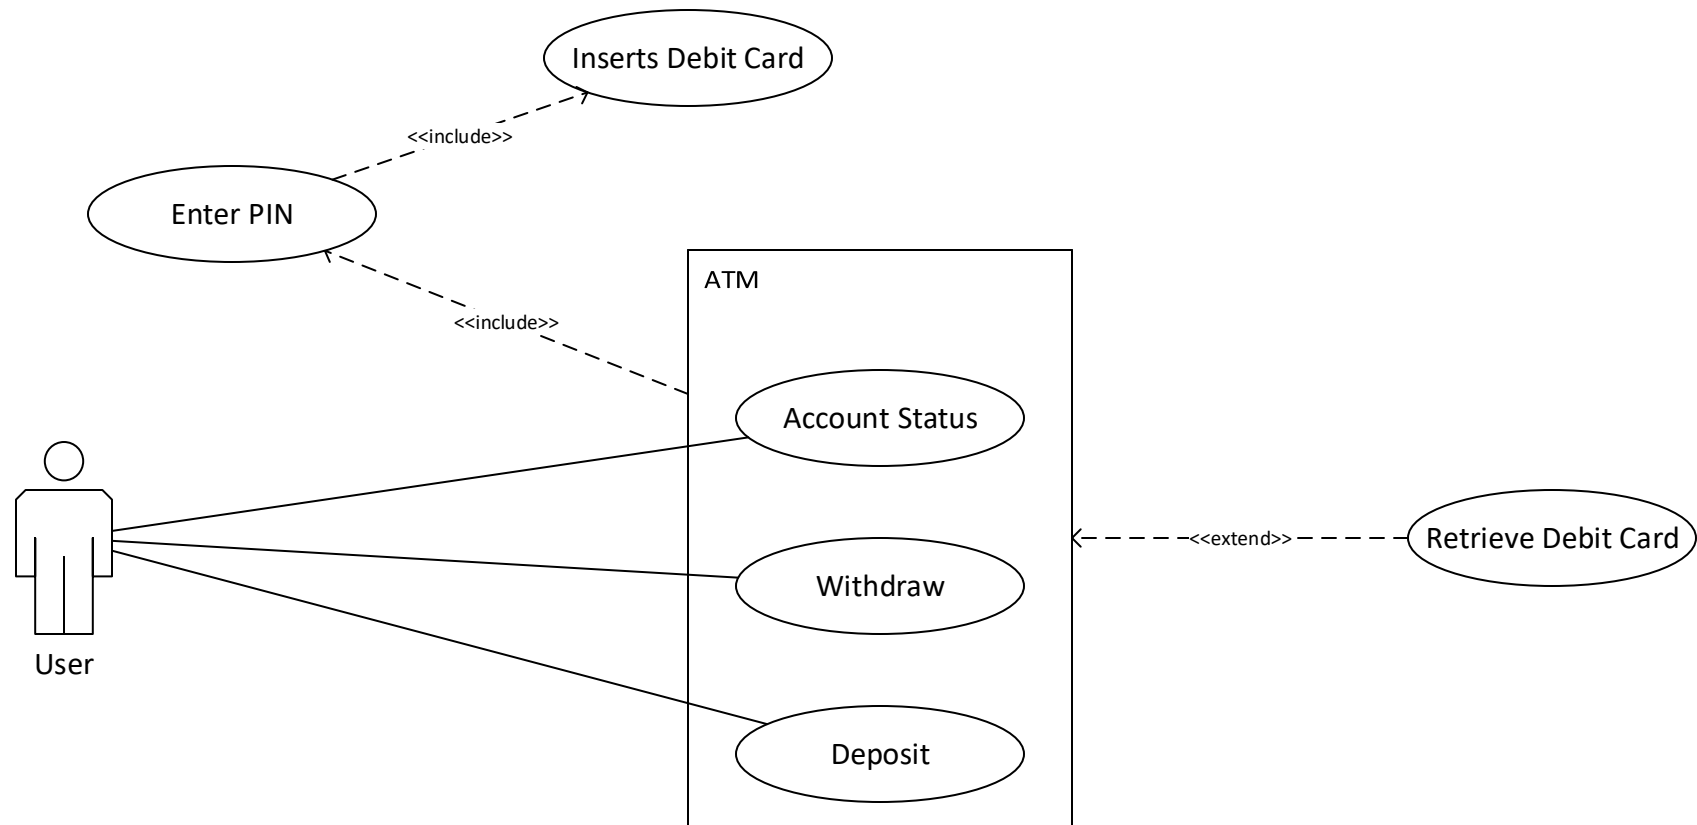 Inserts Debit Card
<<include>>
Enter PIN
ATM
<<include>>
Account Status
<<extend>>
Retrieve Debit Card
Withdraw
User
Deposit